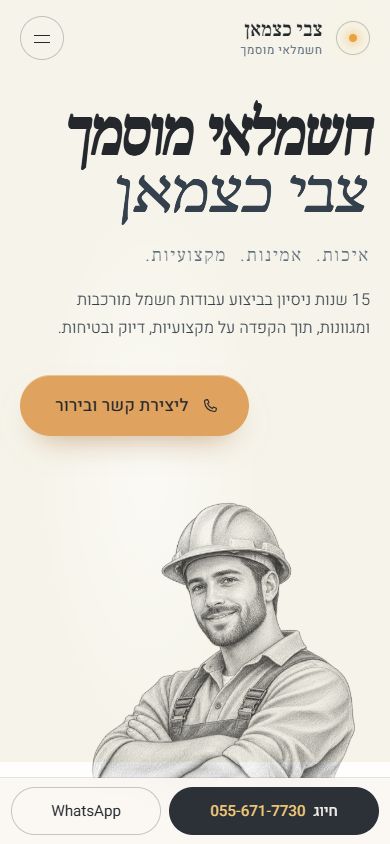 צבי כצמאן
חשמלאי מוסמך
חשמלאי מוסמך
צבי כצמאן
איכות. אמינות. מקצועיות.
15 שנות ניסיון בביצוע עבודות חשמל מורכבות
ומגוונות, תוך הקפדה על מקצועיות, דיוק ובטיחות.
ליצירת קשר ובירור
חיוג 055-671-7730
WhatsApp